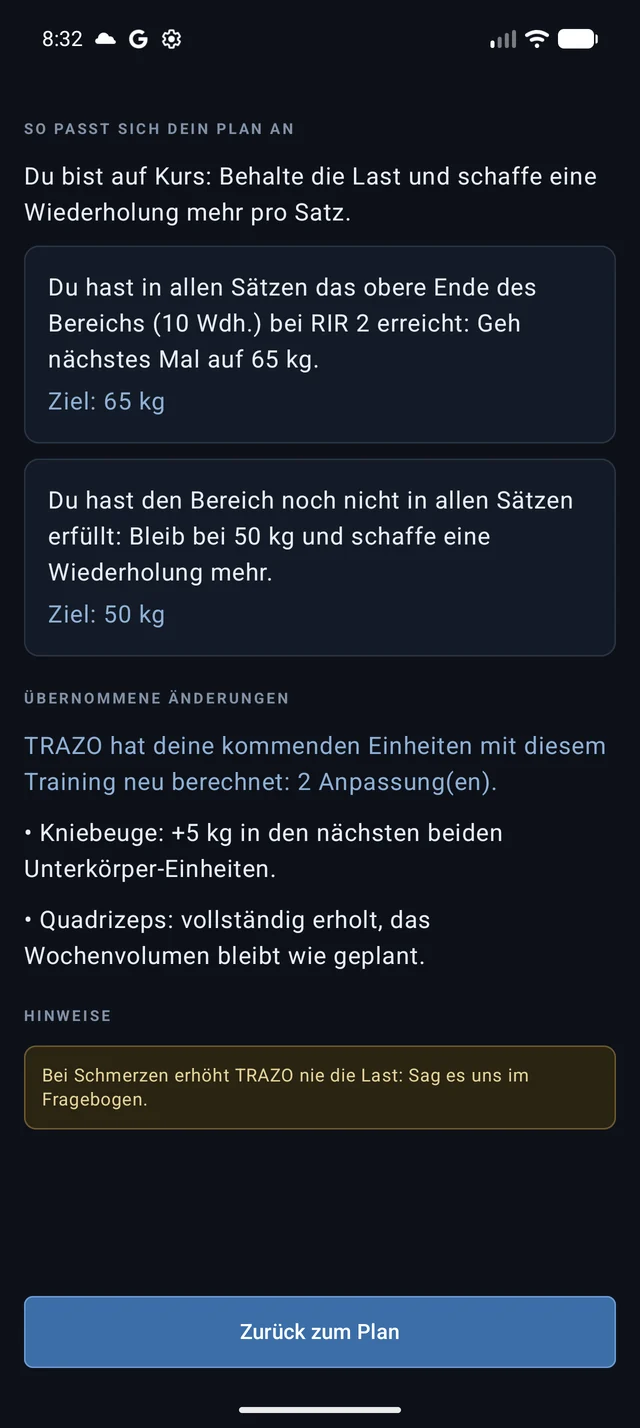 8:32
SO PASST SICH DEIN PLAN AN
Du bist auf Kurs: Behalte die Last und schaffe eine
Wiederholung mehr pro Satz.
Du hast in allen Sätzen das obere Ende des
Bereichs (10 Wdh.) bei RIR 2 erreicht: Geh
nächstes Mal auf 65 kg.
Ziel: 65 kg
Du hast den Bereich noch nicht in allen Sätzen
erfüllt: Bleib bei 50 kg und schaffe eine
Wiederholung mehr.
Ziel: 50 kg
ÜBERNOMMENE ÄNDERUNGEN
TRAZO hat deine kommenden Einheiten mit diesem
Training neu berechnet: 2 Anpassung(en).
• Kniebeuge: +5 kg in den nächsten beiden
Unterkörper-Einheiten.
• Quadrizeps: vollständig erholt, das
Wochenvolumen bleibt wie geplant.
HINWEISE
Bei Schmerzen erhöht TRAZO nie die Last: Sag es uns im
Fragebogen.
Zurück zum Plan